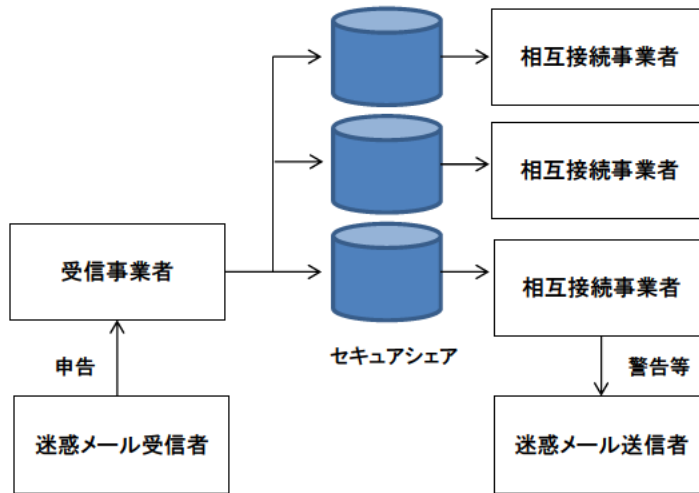 相互接続事業者
相互接続事業者
受信事業者
相互接続事業者
セキュアシェア
申告
警告等
迷惑メール受信者
迷惑メール送信者